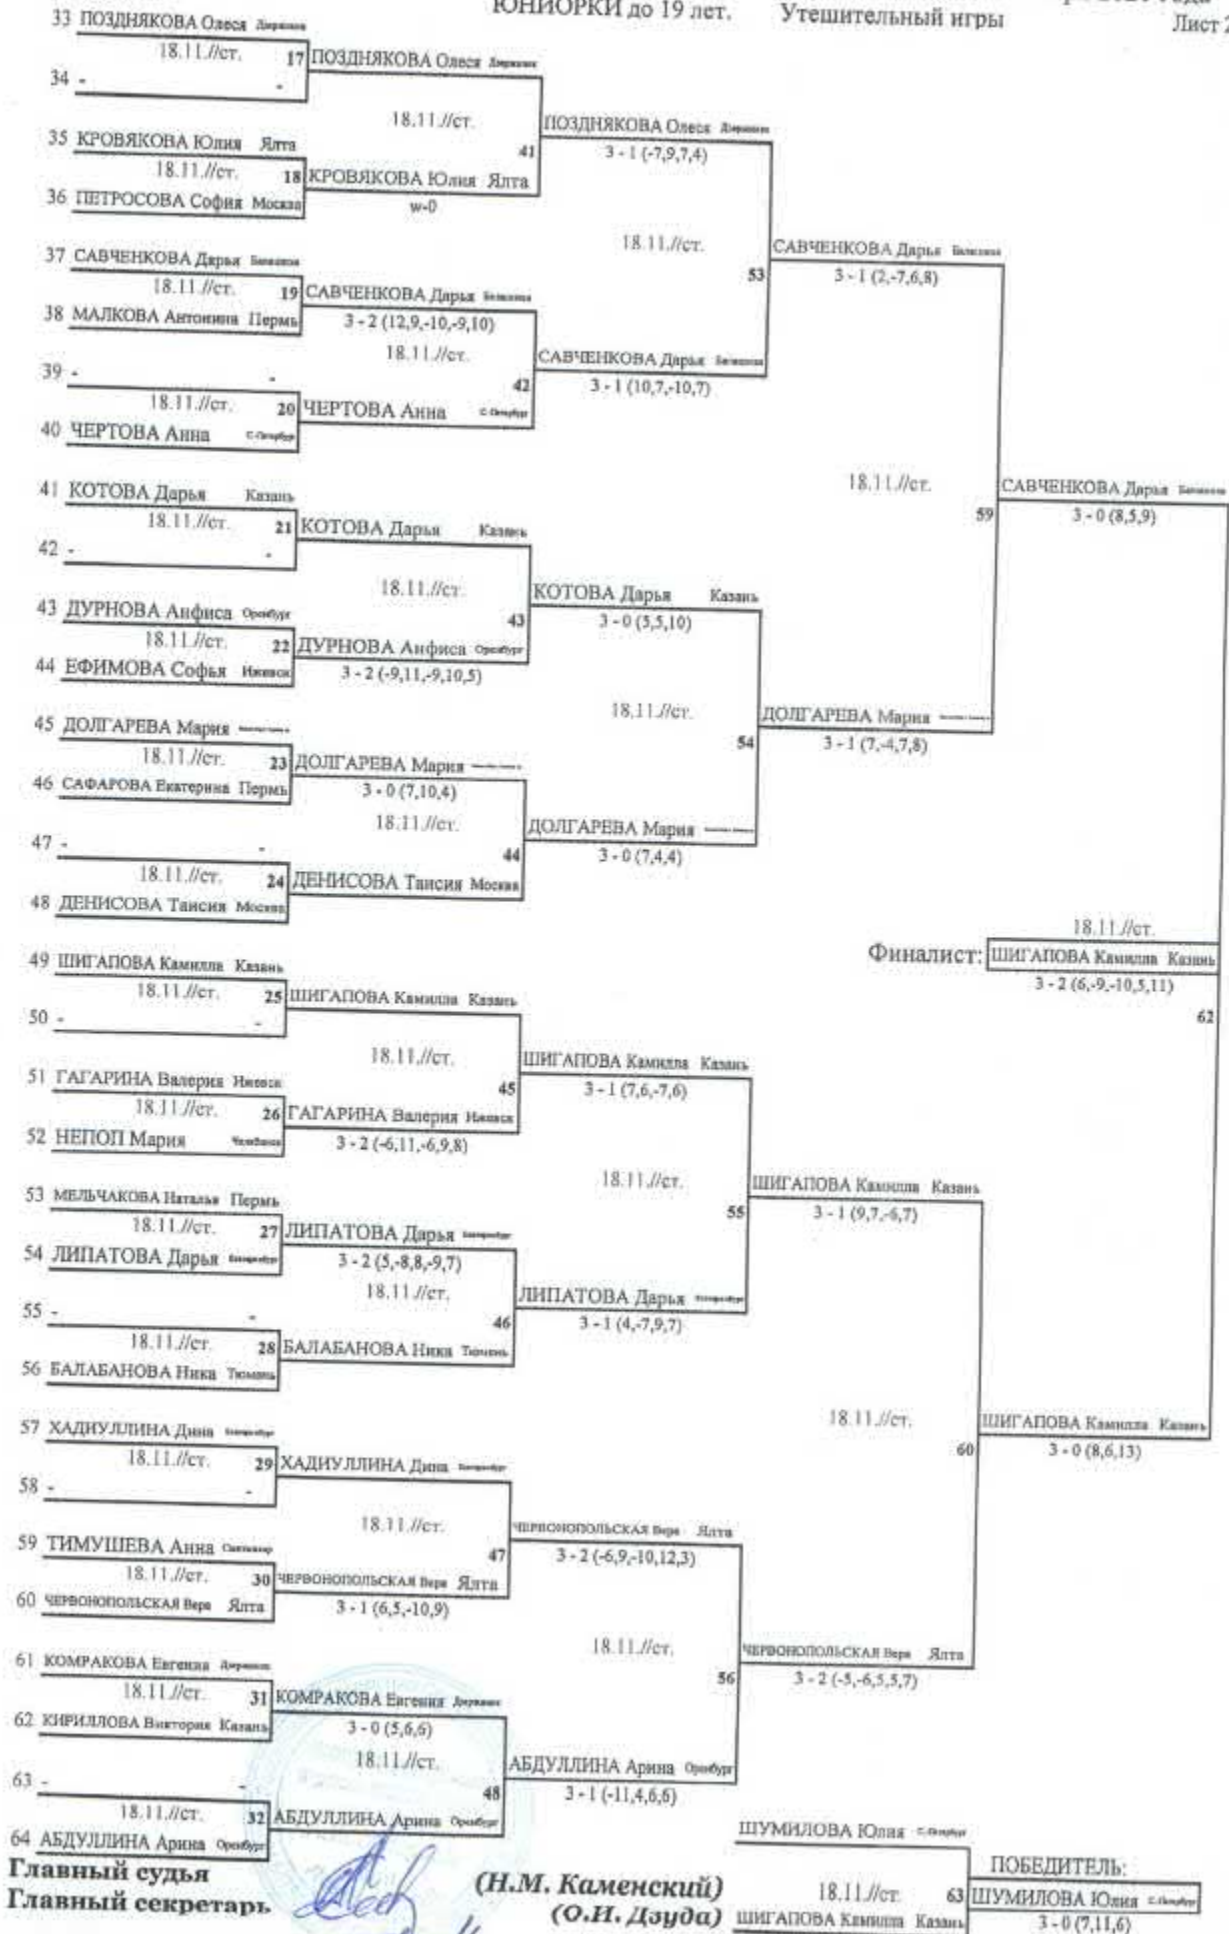 ЮНИОРКИ до 19 лет. Утешительный игры
Лист 2
33 ПОЗДНЯКОВА Олеся
18.11.//ст. 17 ПОЗДНЯКОВА Олеся
34 - -
18.11.//ст. ПОЗДНЯКОВА Олеся
35 КРОВЯКОВА Юлия Ялта 41 3 - 1 (-7,9,7,4)
18.11.//ст. 18 КРОВЯКОВА Юлия Ялта
36 ПЕТРОСОВА София Москва w-0
18.11.//ст. САВЧЕНКОВА Дарья
37 САВЧЕНКОВА Дарья 53 3 - 1 (2,-7,6,8)
18.11.//ст. 19 САВЧЕНКОВА Дарья
38 МАЛКОВА Антонина Пермь 3 - 2 (12,9,-10,-9,10)
18.11.//ст. САВЧЕНКОВА Дарья
39 - - 42 3 - 1 (10,7,-10,7)
18.11.//ст. 20 ЧЕРТОВА Анна С-Петербург
40 ЧЕРТОВА Анна С-Петербург
18.11.//ст. САВЧЕНКОВА Дарья
41 КОТОВА Дарья Казань 59 3 - 0 (8,5,9)
18.11.//ст. 21 КОТОВА Дарья Казань
42 - -
18.11.//ст. КОТОВА Дарья Казань
43 ДУРНОВА Анфиса Оренбург 43 3 - 0 (5,5,10)
18.11.//ст. 22 ДУРНОВА Анфиса Оренбург
44 ЕФИМОВА Софья Ижевск 3 - 2 (-9,11,-9,10,5)
18.11.//ст. ДОЛГАРЕВА Мария
45 ДОЛГАРЕВА Мария 54 3 - 1 (7,-4,7,8)
18.11.//ст. 23 ДОЛГАРЕВА Мария
46 САФАРОВА Екатерина Пермь 3 - 0 (7,10,4)
18.11.//ст. ДОЛГАРЕВА Мария
47 - - 44 3 - 0 (7,4,4)
18.11.//ст. 24 ДЕНИСОВА Таисия Москва
48 ДЕНИСОВА Таисия Москва
18.11.//ст.
Финалист: ШИГАПОВА Камилла Казань
3 - 2 (6,-9,-10,5,11)
62
49 ШИГАПОВА Камилла Казань
18.11.//ст. 25 ШИГАПОВА Камилла Казань
50 - -
18.11.//ст. ШИГАПОВА Камилла Казань
51 ГАГАРИНА Валерия Ижевск 45 3 - 1 (7,6,-7,6)
18.11.//ст. 26 ГАГАРИНА Валерия Ижевск
52 НЕПОП Мария Челябинск 3 - 2 (-6,11,-6,9,8)
18.11.//ст. ШИГАПОВА Камилла Казань
53 МЕЛЬЧАКОВА Наталья Пермь 55 3 - 1 (9,7,-6,7)
18.11.//ст. 27 ЛИПАТОВА Дарья
54 ЛИПАТОВА Дарья 3 - 2 (5,-8,8,-9,7)
18.11.//ст. ЛИПАТОВА Дарья
55 - - 46 3 - 1 (4,-7,9,7)
18.11.//ст. 28 БАЛАБАНОВА Ника Тюмень
56 БАЛАБАНОВА Ника Тюмень
18.11.//ст. ШИГАПОВА Камилла Казань
57 ХАДИУЛЛИНА Дина 60 3 - 0 (8,6,13)
18.11.//ст. 29 ХАДИУЛЛИНА Дина
58 - -
18.11.//ст. ЧЕРВОНОПОЛЬСКАЯ Вера Ялта
59 ТИМУШЕВА Анна 47 3 - 2 (-6,9,-10,12,3)
18.11.//ст. 30 ЧЕРВОНОПОЛЬСКАЯ Вера Ялта
60 ЧЕРВОНОПОЛЬСКАЯ Вера Ялта 3 - 1 (6,5,-10,9)
18.11.//ст. ЧЕРВОНОПОЛЬСКАЯ Вера Ялта
61 КОМРАКОВА Евгения 56 3 - 2 (-5,-6,5,5,7)
18.11.//ст. 31 КОМРАКОВА Евгения
62 КИРИЛЛОВА Виктория Казань 3 - 0 (5,6,6)
18.11.//ст. АБДУЛЛИНА Арина Оренбург
63 - - 48 3 - 1 (-11,4,6,6)
18.11.//ст. 32 АБДУЛЛИНА Арина Оренбург
64 АБДУЛЛИНА Арина Оренбург
ШУМИЛОВА Юлия С-Петербург
Главный судья (Н.М. Каменский)
ПОБЕДИТЕЛЬ:
18.11.//ст. 63 ШУМИЛОВА Юлия С-Петербург
Главный секретарь (О.И. Дзуда)
ШИГАПОВА Камилла Казань 3 - 0 (7,11,6)